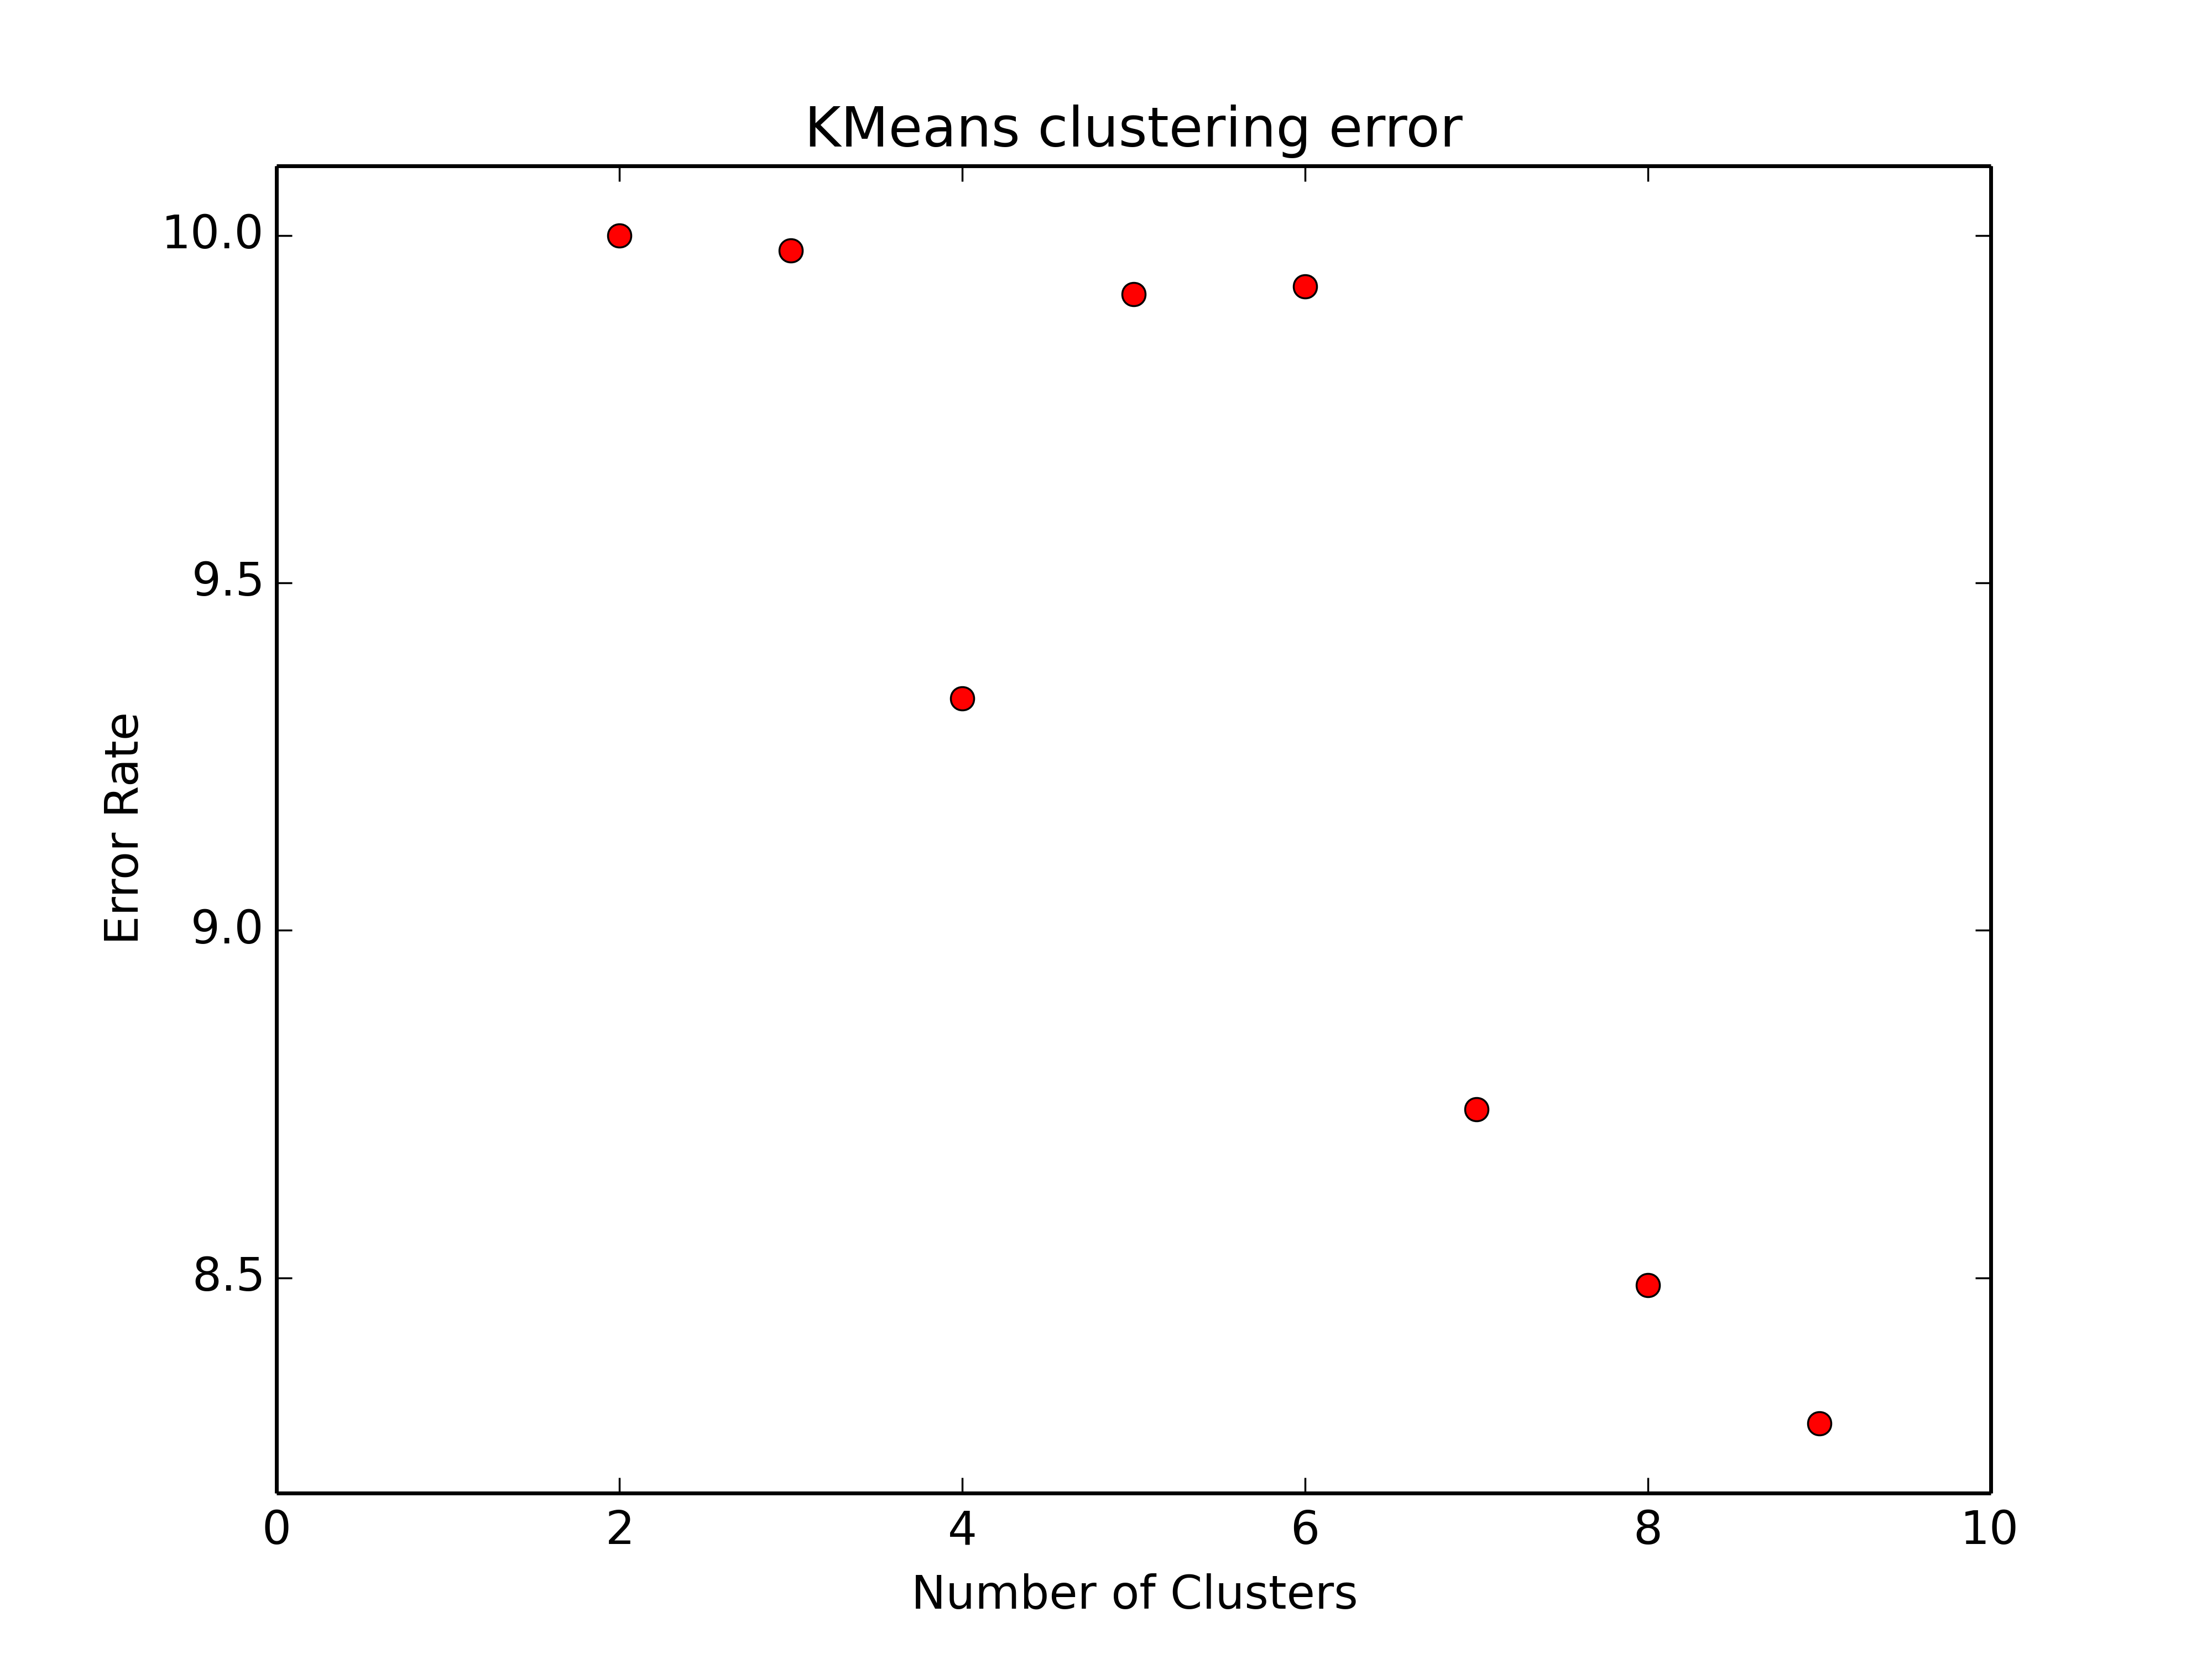 KMeans clustering error
10.0
9.5
9.0
8.5
Error Rate
0 2 4 6 8 10
Number of Clusters